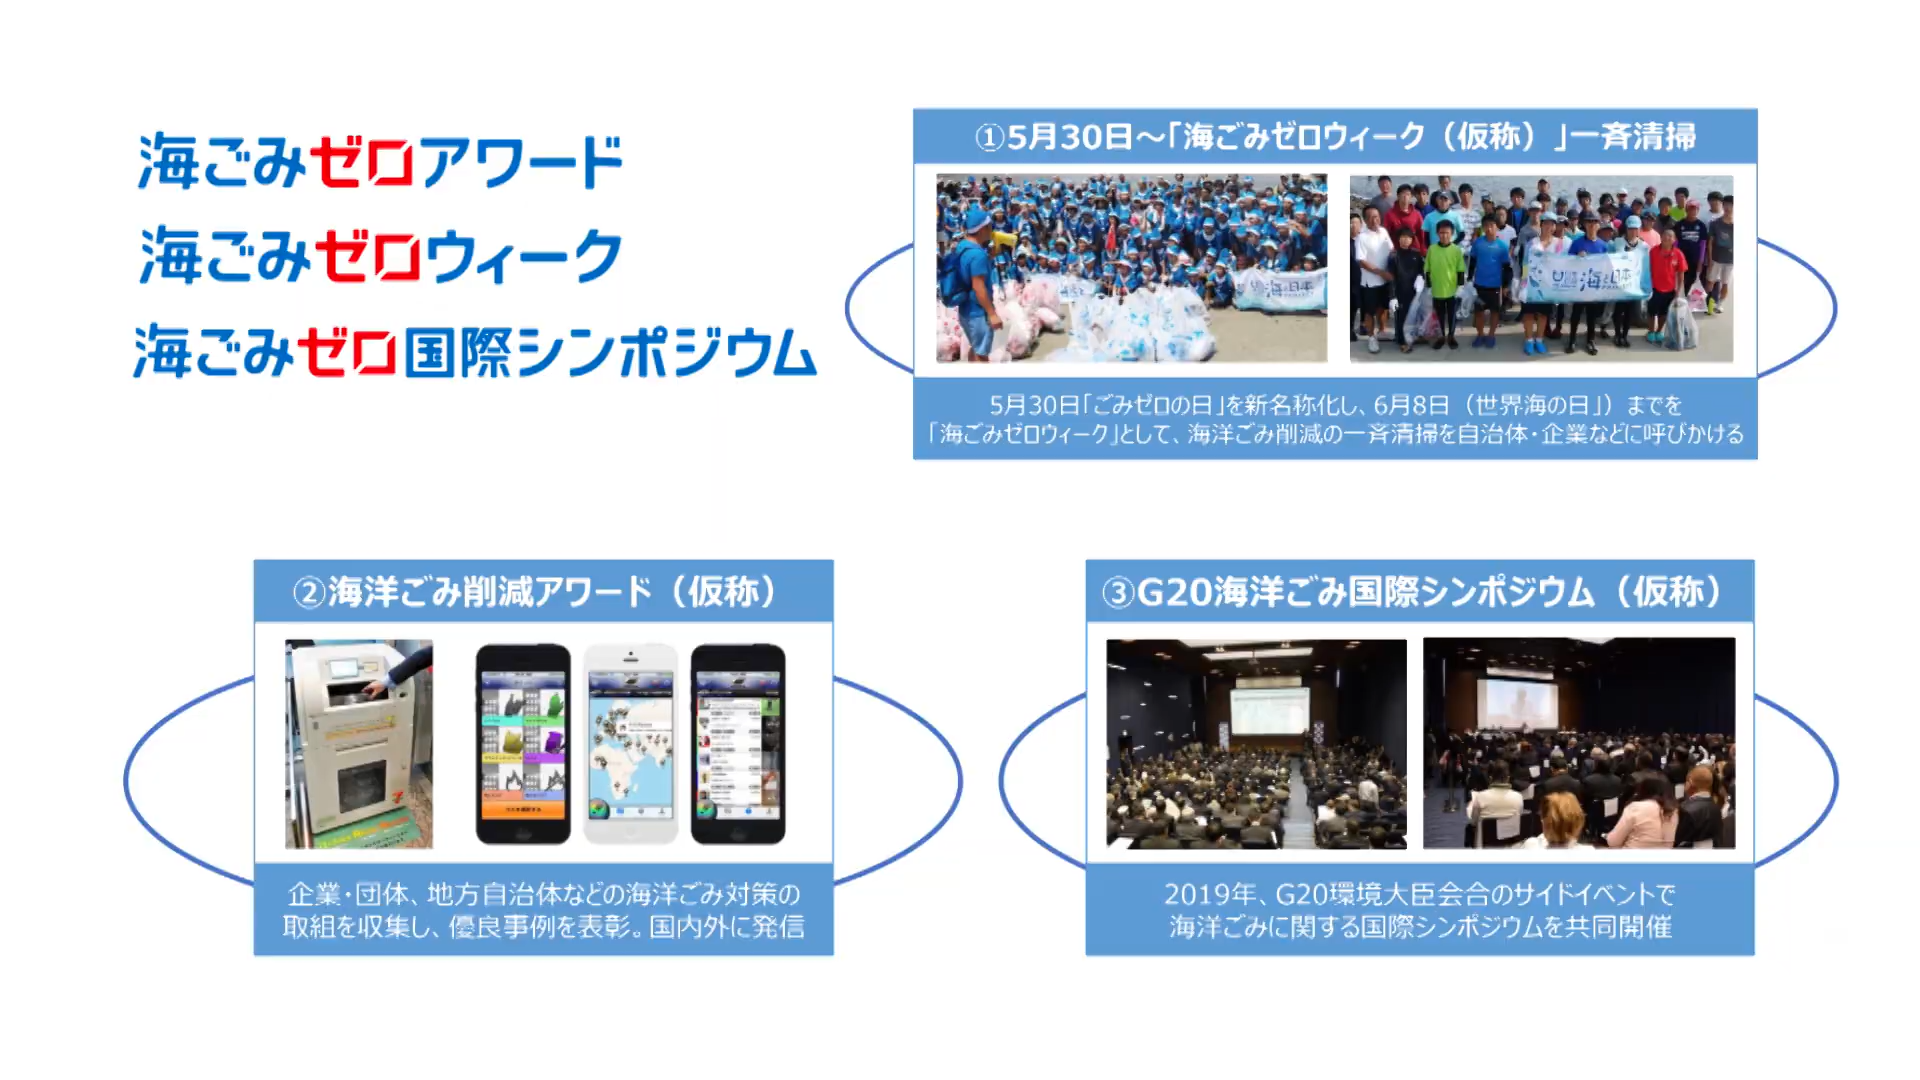 海ごみゼロアワード
海ごみゼロウィーク
海ごみゼロ国際シンポジウム
①5月30日～「海ごみゼロウィーク（仮称）」一斉清掃
海と日本
海と日本
5月30日「ごみゼロの日」を新名称化し、6月8日（世界海の日」）までを
「海ごみゼロウィーク」として、海洋ごみ削減の一斉清掃を自治体・企業などに呼びかける
②海洋ごみ削減アワード（仮称）
企業・団体、地方自治体などの海洋ごみ対策の
取組を収集し、優良事例を表彰。国内外に発信
③G20海洋ごみ国際シンポジウム（仮称）
2019年、G20環境大臣会合のサイドイベントで
海洋ごみに関する国際シンポジウムを共同開催